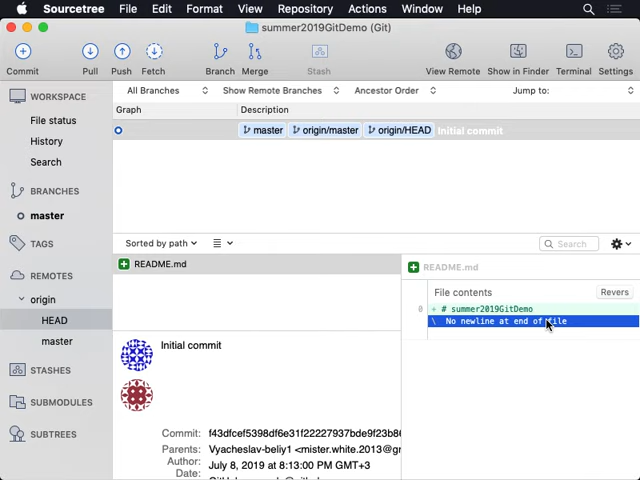 Sourcetree File Edit Format View Repository Actions Window Help
summer2019GitDemo (Git)
Commit Pull Push Fetch Branch Merge Stash View Remote Show in Finder Terminal Settings
WORKSPACE
File status
History
Search
BRANCHES
master
TAGS
REMOTES
origin
HEAD
master
STASHES
SUBMODULES
SUBTREES
All Branches Show Remote Branches Ancestor Order Jump to:
Graph Description
master origin/master origin/HEAD Initial commit
Sorted by path Search
README.md
Initial commit
Commit: f43dfcef5398df6e31f22227937bde9f23b86
Parents: Vyacheslav-beliy1 <mister.white.2013@gr
Author: July 8, 2019 at 8:13:00 PM GMT+3
Date:
README.md
File contents Revers
0 + # summer2019GitDemo
\ No newline at end of file